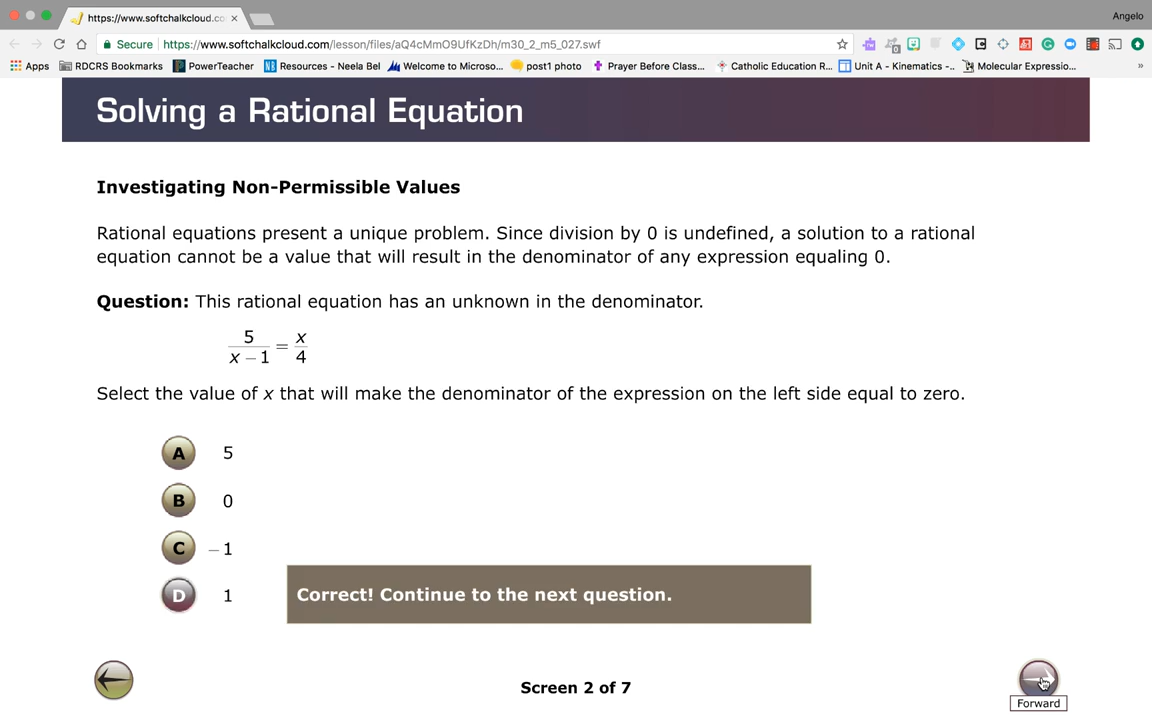 https://www.softchalkcloud.co ×
Angelo
Secure https://www.softchalkcloud.com/lesson/files/aQ4cMmO9UfKzDh/m30_2_m5_027.swf
Apps RDCRS Bookmarks PowerTeacher Resources - Neela Bel Welcome to Microso... post1 photo Prayer Before Class... Catholic Education R... Unit A - Kinematics -... Molecular Expressio... »
Solving a Rational Equation
Investigating Non-Permissible Values
Rational equations present a unique problem. Since division by 0 is undefined, a solution to a rational
equation cannot be a value that will result in the denominator of any expression equaling 0.
Question: This rational equation has an unknown in the denominator.
5/(x – 1) = x/4
Select the value of x that will make the denominator of the expression on the left side equal to zero.
A 5
B 0
C – 1
D 1
Correct! Continue to the next question.
Screen 2 of 7
Forward